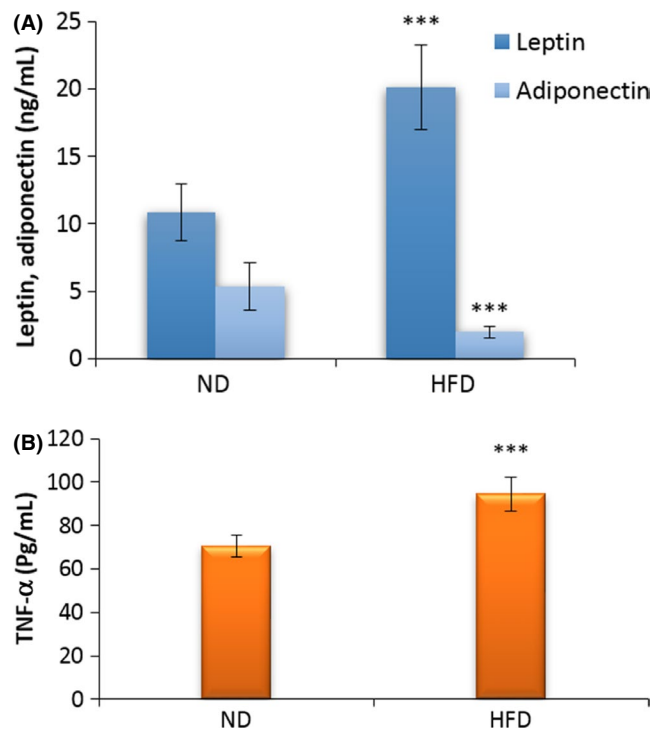 (A)
Leptin, adiponectin (ng/mL)
25
20
15
10
5
0
***
***
Leptin
Adiponectin
ND
HFD
(B)
TNF-α (Pg/mL)
120
100
80
60
40
20
0
***
ND
HFD